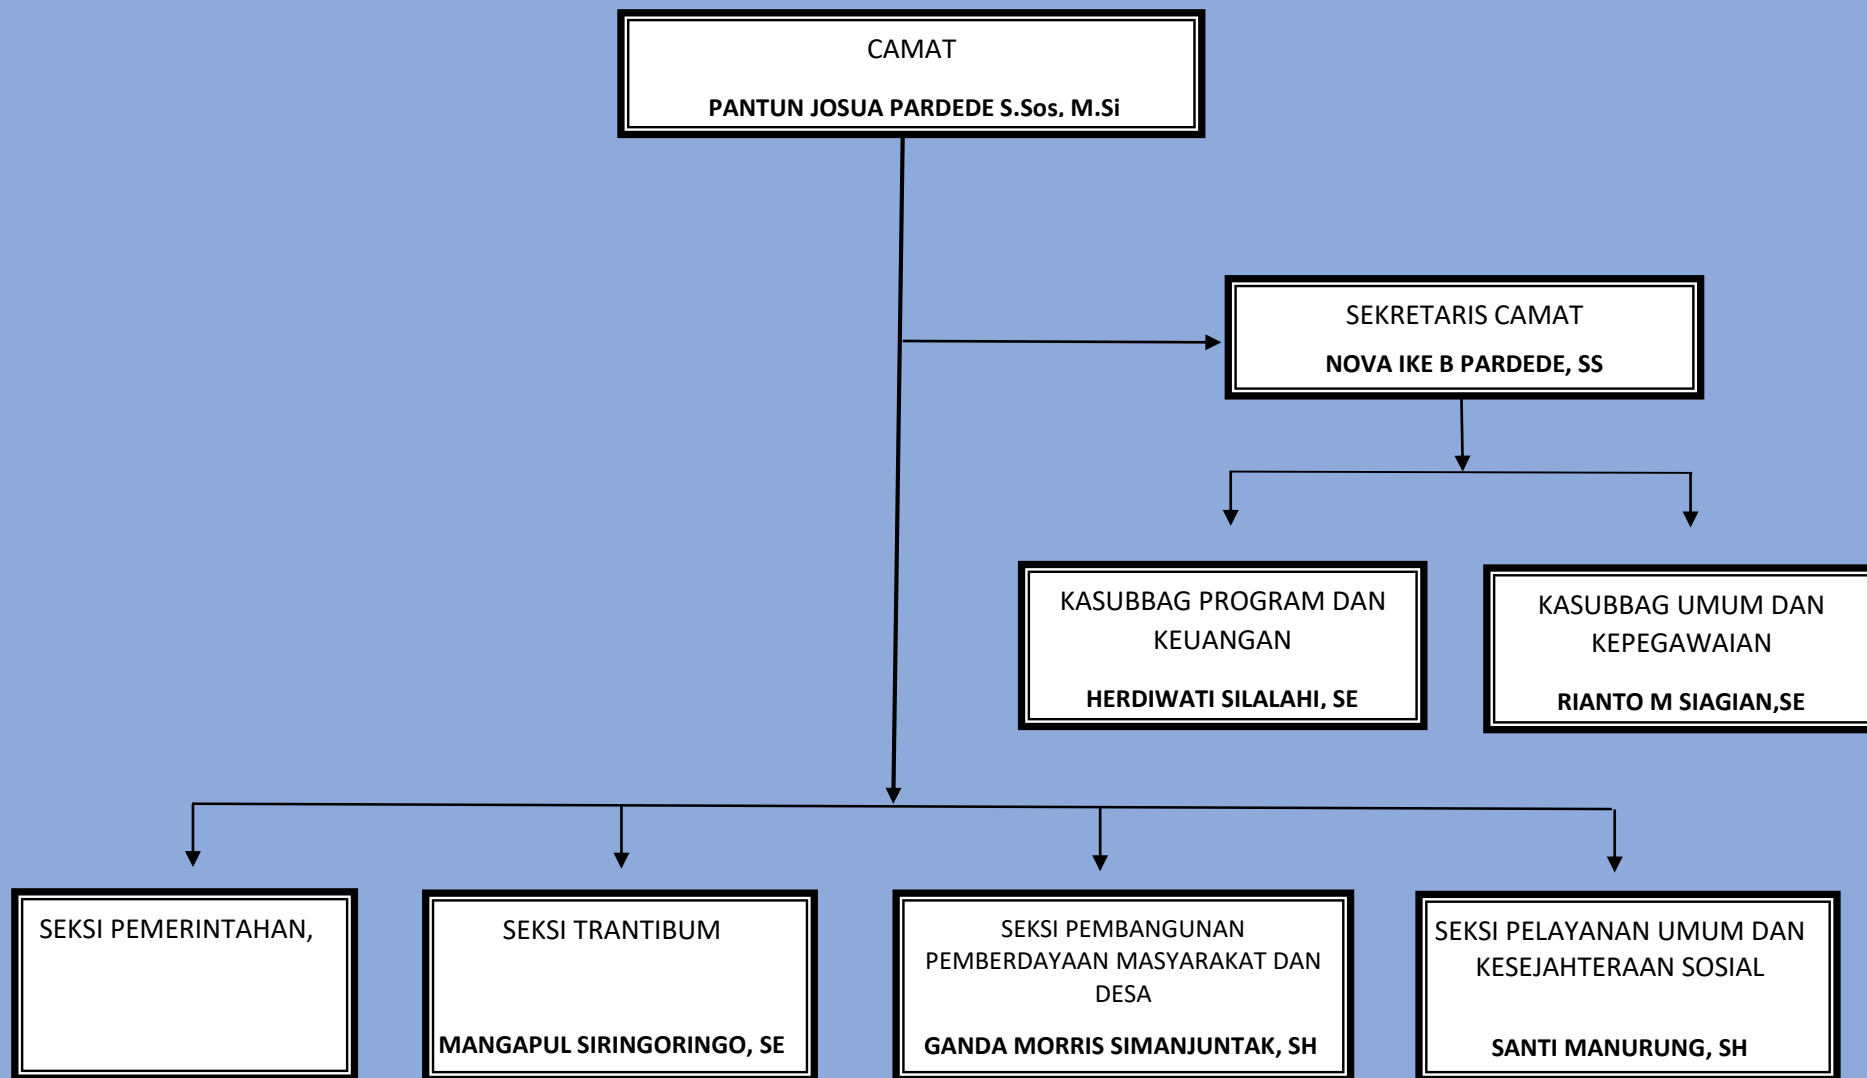 CAMAT
PANTUN JOSUA PARDEDE S.Sos, M.Si
SEKRETARIS CAMAT
NOVA IKE B PARDEDE, SS
KASUBBAG PROGRAM DAN
KEUANGAN
HERDIWATI SILALAHI, SE
KASUBBAG UMUM DAN
KEPEGAWAIAN
RIANTO M SIAGIAN,SE
SEKSI PEMERINTAHAN,
SEKSI TRANTIBUM
MANGAPUL SIRINGORINGO, SE
SEKSI PEMBANGUNAN
PEMBERDAYAAN MASYARAKAT DAN
DESA
GANDA MORRIS SIMANJUNTAK, SH
SEKSI PELAYANAN UMUM DAN
KESEJAHTERAAN SOSIAL
SANTI MANURUNG, SH